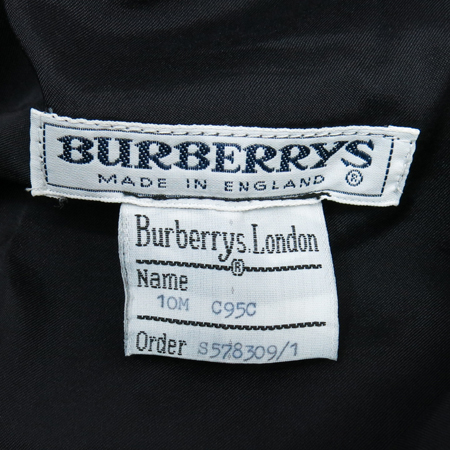 BURBERRYS
MADE IN ENGLAND ®
Burberrys. London
®
Name
10M C95C
Order S578309/1